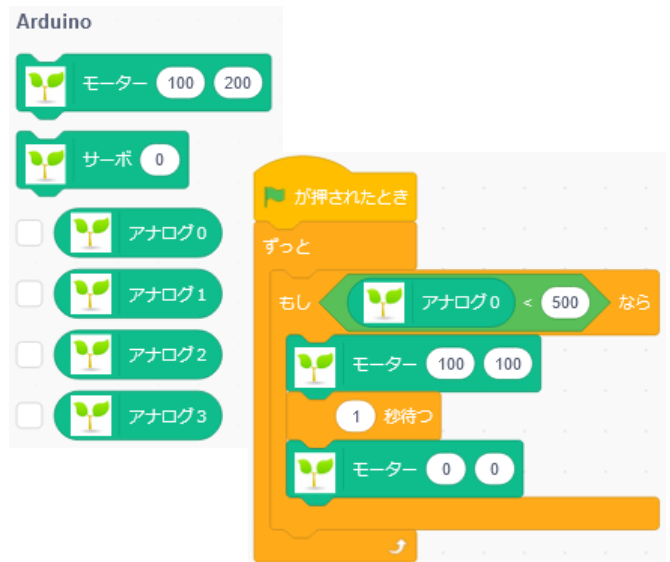 Arduino
モーター 100 200
サーボ 0
アナログ 0
アナログ 1
アナログ 2
アナログ 3
が押されたとき
ずっと
もし アナログ 0 < 500 なら
モーター 100 100
1 秒待つ
モーター 0 0